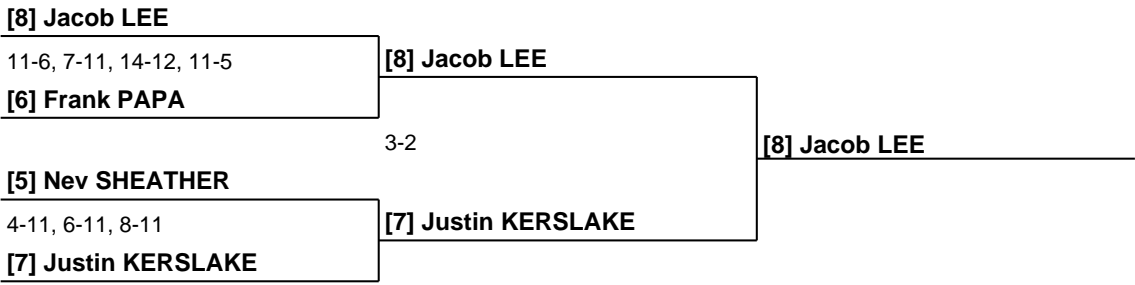 [8] Jacob LEE
11-6, 7-11, 14-12, 11-5
[8] Jacob LEE
[6] Frank PAPA
3-2
[8] Jacob LEE
[5] Nev SHEATHER
4-11, 6-11, 8-11
[7] Justin KERSLAKE
[7] Justin KERSLAKE